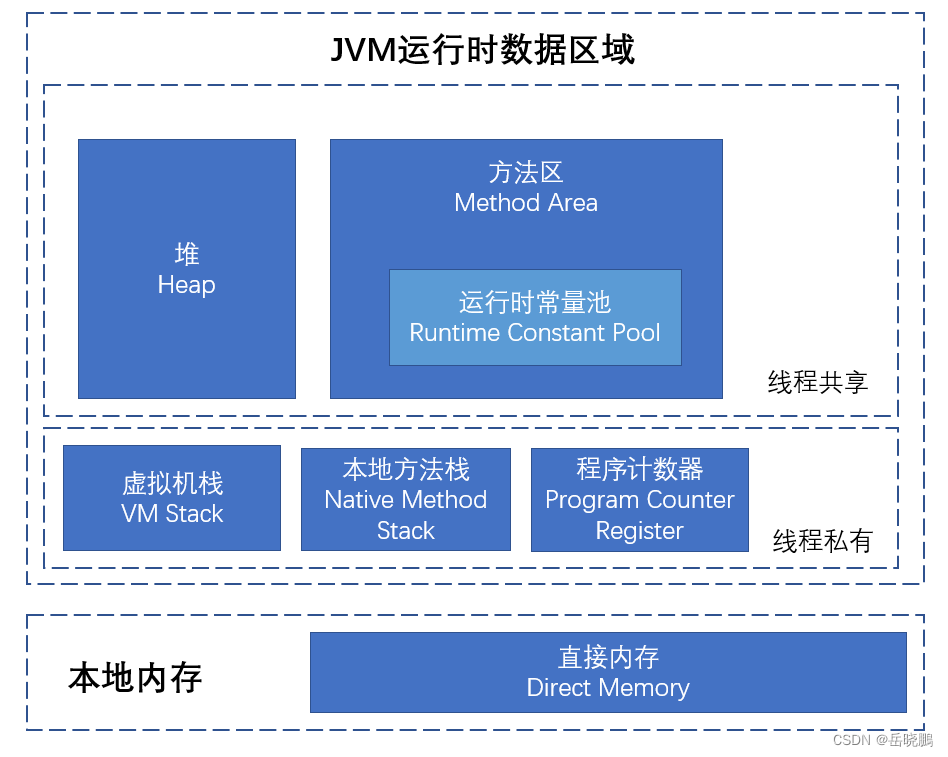 JVM运行时数据区域
堆
Heap
方法区
Method Area
运行时常量池
Runtime Constant Pool
线程共享
虚拟机栈
VM Stack
本地方法栈
Native Method
Stack
程序计数器
Program Counter
Register
线程私有
本地内存
直接内存
Direct Memory
CSDN @岳晓鹏